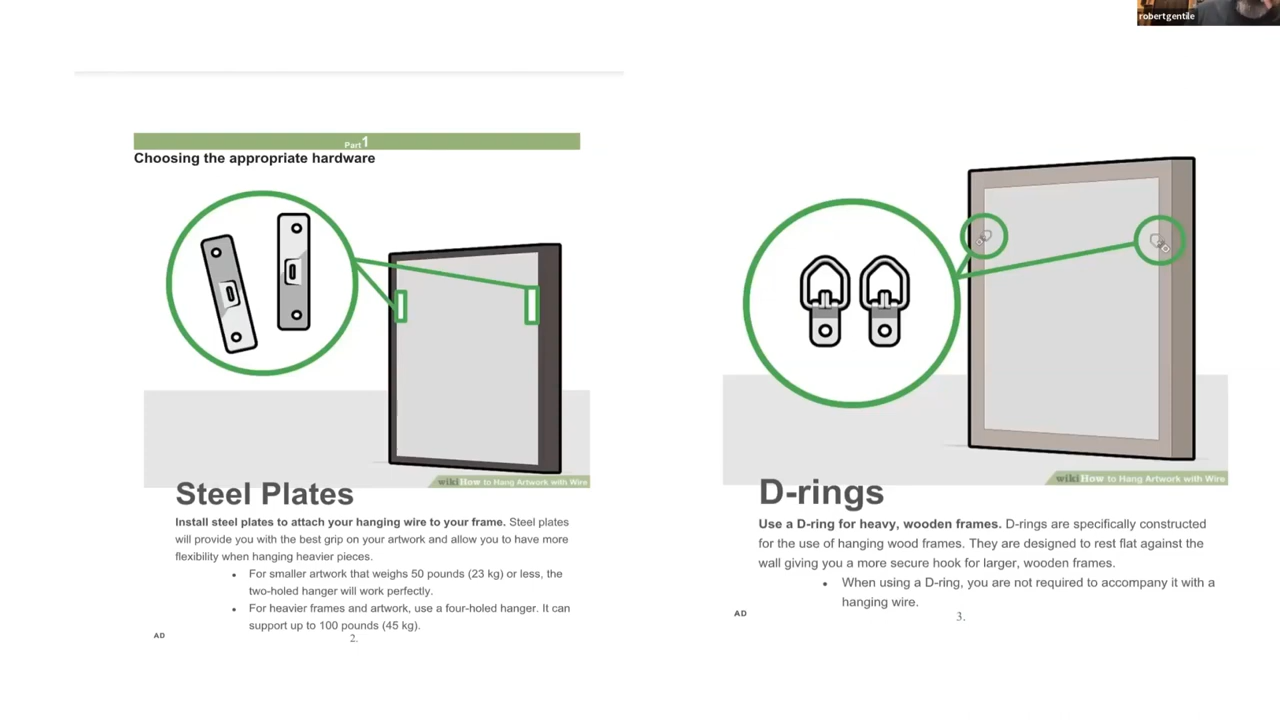 robertgentile
Part1
Choosing the appropriate hardware
wikiHow to Hang Artwork with Wire
Steel Plates
Install steel plates to attach your hanging wire to your frame. Steel plates
will provide you with the best grip on your artwork and allow you to have more
flexibility when hanging heavier pieces.
• For smaller artwork that weighs 50 pounds (23 kg) or less, the
two-holed hanger will work perfectly.
• For heavier frames and artwork, use a four-holed hanger. It can
support up to 100 pounds (45 kg).
AD
2.
wikiHow to Hang Artwork with Wire
D-rings
Use a D-ring for heavy, wooden frames. D-rings are specifically constructed
for the use of hanging wood frames. They are designed to rest flat against the
wall giving you a more secure hook for larger, wooden frames.
• When using a D-ring, you are not required to accompany it with a
hanging wire.
AD
3.